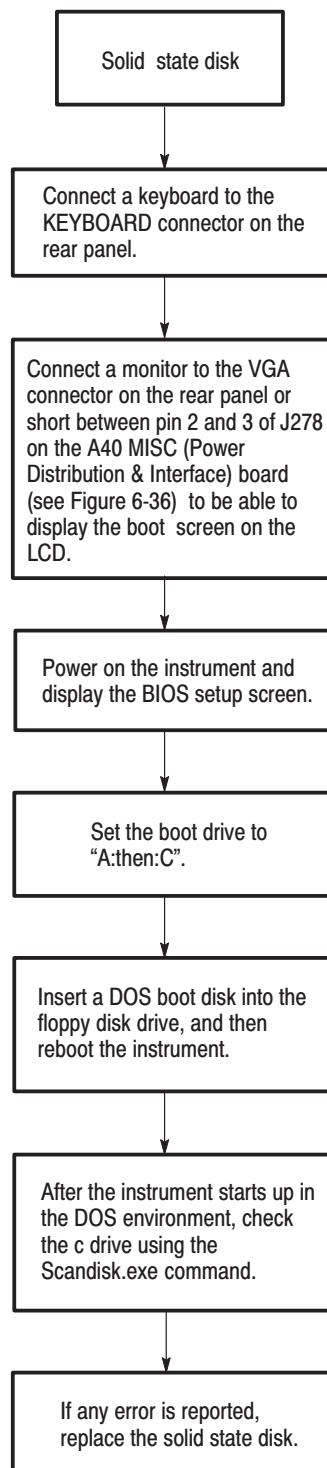 Solid state disk
Connect a keyboard to the
KEYBOARD connector on the
rear panel.
Connect a monitor to the VGA
connector on the rear panel or
short between pin 2 and 3 of J278
on the A40 MISC (Power
Distribution & Interface) board
(see Figure 6-36) to be able to
display the boot screen on the
LCD.
Power on the instrument and
display the BIOS setup screen.
Set the boot drive to
“A:then:C”.
Insert a DOS boot disk into the
floppy disk drive, and then
reboot the instrument.
After the instrument starts up in
the DOS environment, check
the c drive using the
Scandisk.exe command.
If any error is reported,
replace the solid state disk.